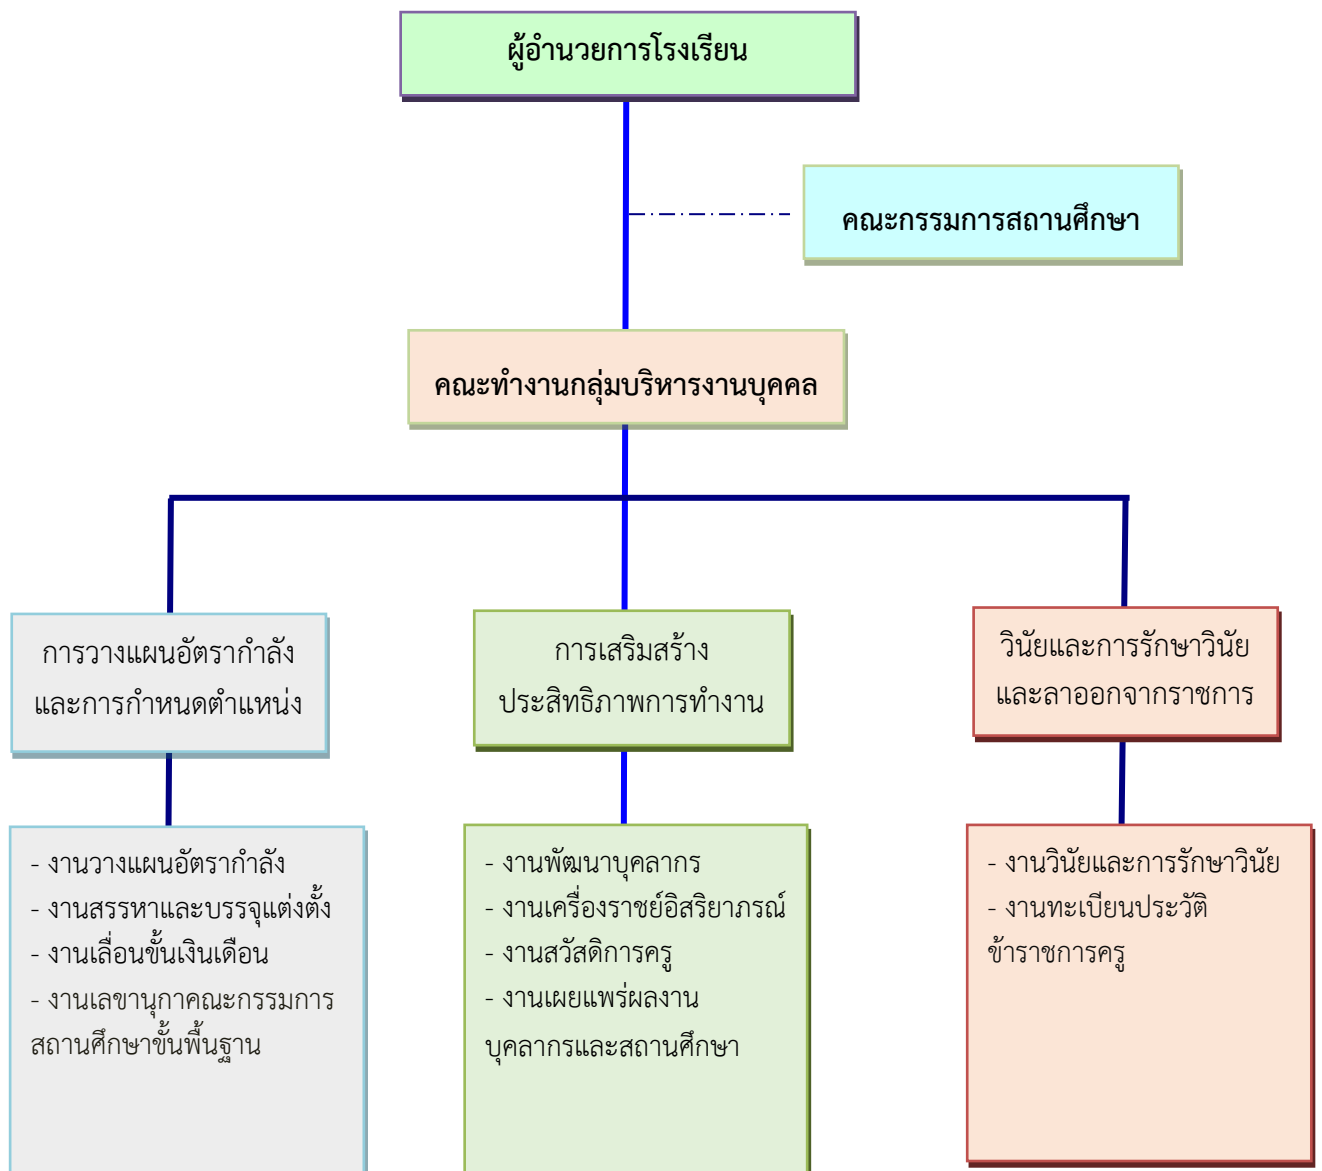 ผู้อำนวยการโรงเรียน
คณะกรรมการสถานศึกษา
คณะทำงานกลุ่มบริหารงานบุคคล
การวางแผนอัตรากำลัง
และการกำหนดตำแหน่ง
การเสริมสร้าง
ประสิทธิภาพการทำงาน
วินัยและการรักษาวินัย
และลาออกจากราชการ
- งานวางแผนอัตรากำลัง
- งานสรรหาและบรรจุแต่งตั้ง
- งานเลื่อนขั้นเงินเดือน
- งานเลขานุกาคณะกรรมการ
สถานศึกษาขั้นพื้นฐาน
- งานพัฒนาบุคลากร
- งานเครื่องราชย์อิสริยาภรณ์
- งานสวัสดิการครู
- งานเผยแพร่ผลงาน
บุคลากรและสถานศึกษา
- งานวินัยและการรักษาวินัย
- งานทะเบียนประวัติ
ข้าราชการครู